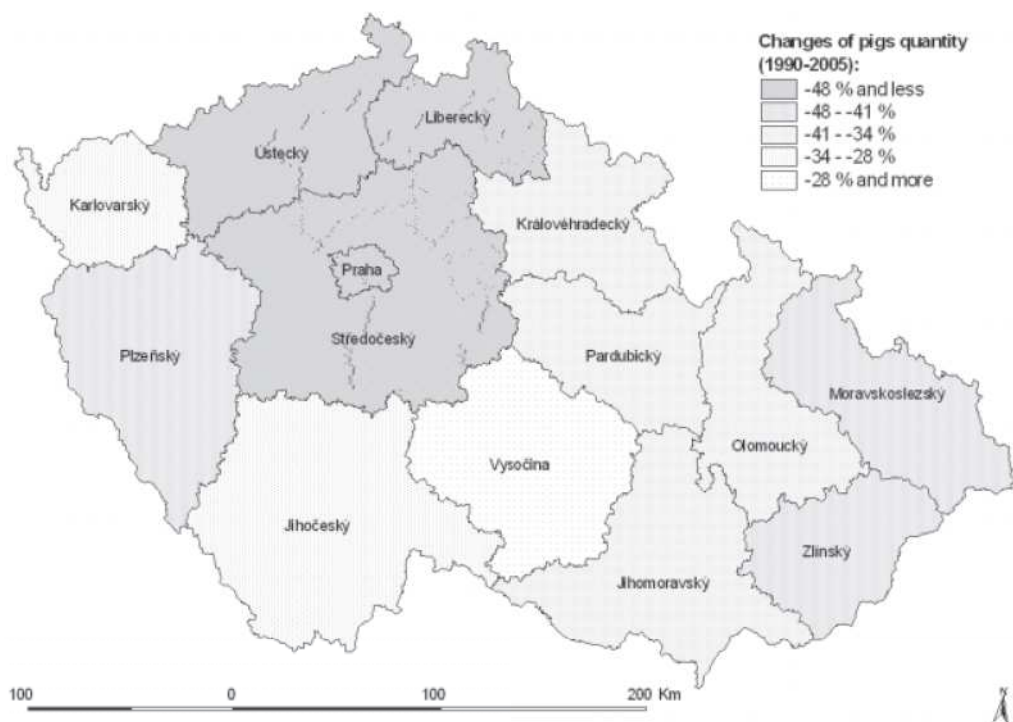 Changes of pigs quantity
(1990-2005):
-48 % and less
-48 - -41 %
-41 - -34 %
-34 - -28 %
-28 % and more
Liberecký
Ústecký
Karlovarský
Královéhradecký
Praha
Středočeský
Plzeňský
Pardubický
Moravskoslezský
Olomoucký
Vysočina
Jihočeský
Zlínský
Jihomoravský
100 0 100 200 Km
N